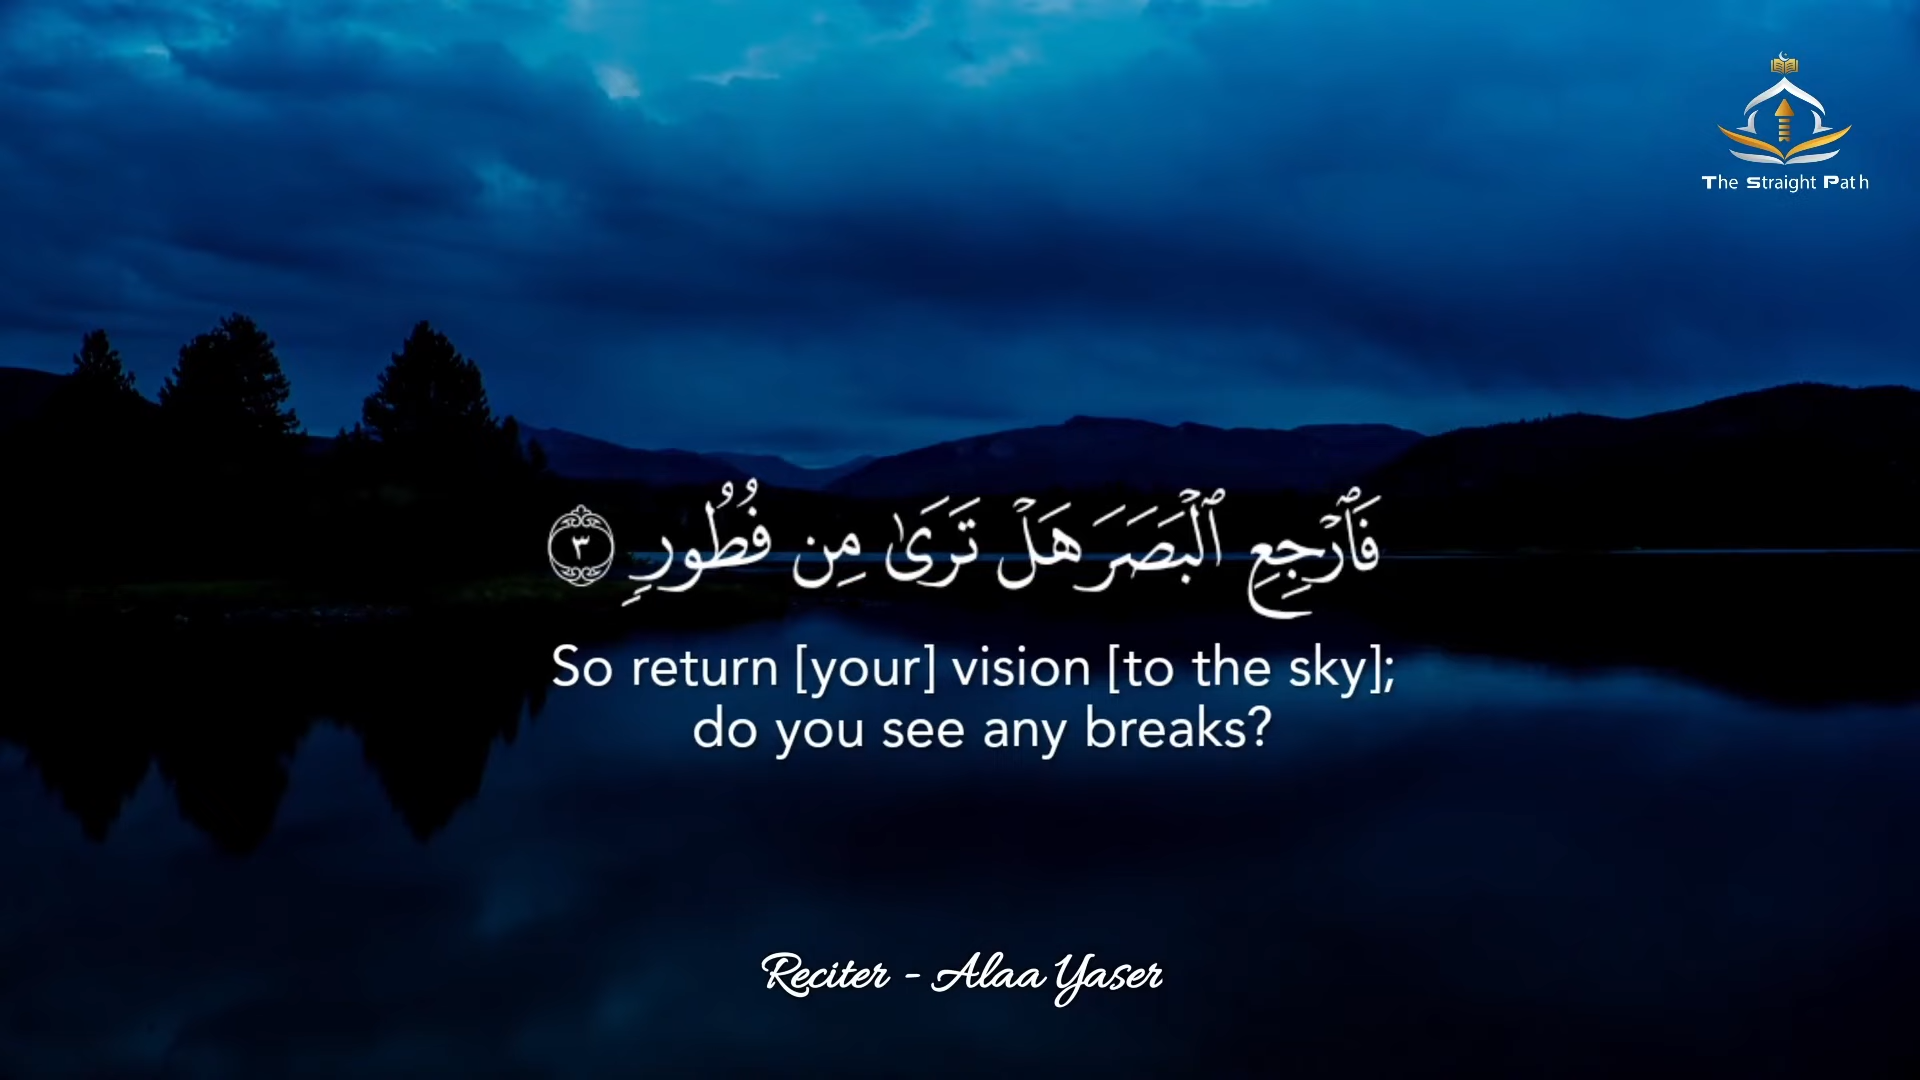 The Straight Path
فَٱرْجِعِ ٱلْبَصَرَ هَلْ تَرَىٰ مِن فُطُورٍ ٣
So return [your] vision [to the sky];
do you see any breaks?
Reciter - Alaa Yaser